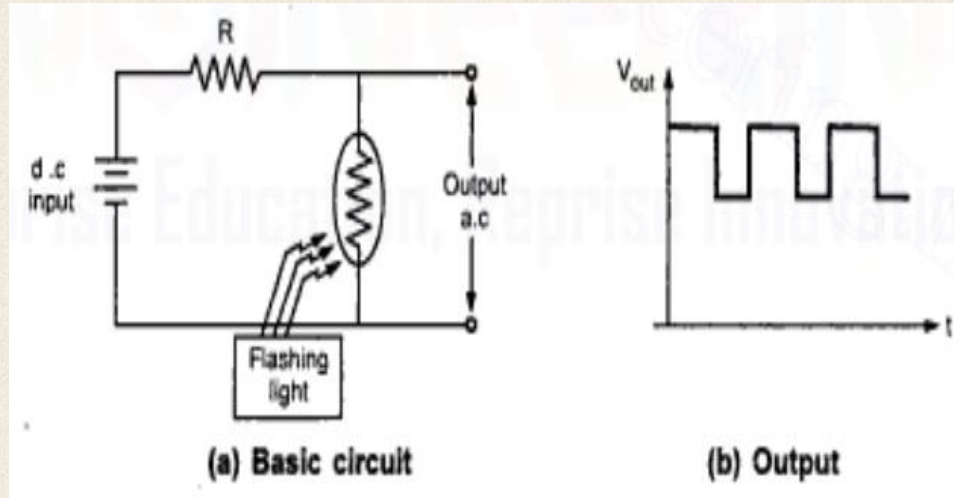 R
d .c
input
Output
a.c
Flashing
light
(a) Basic circuit
V out
t
(b) Output